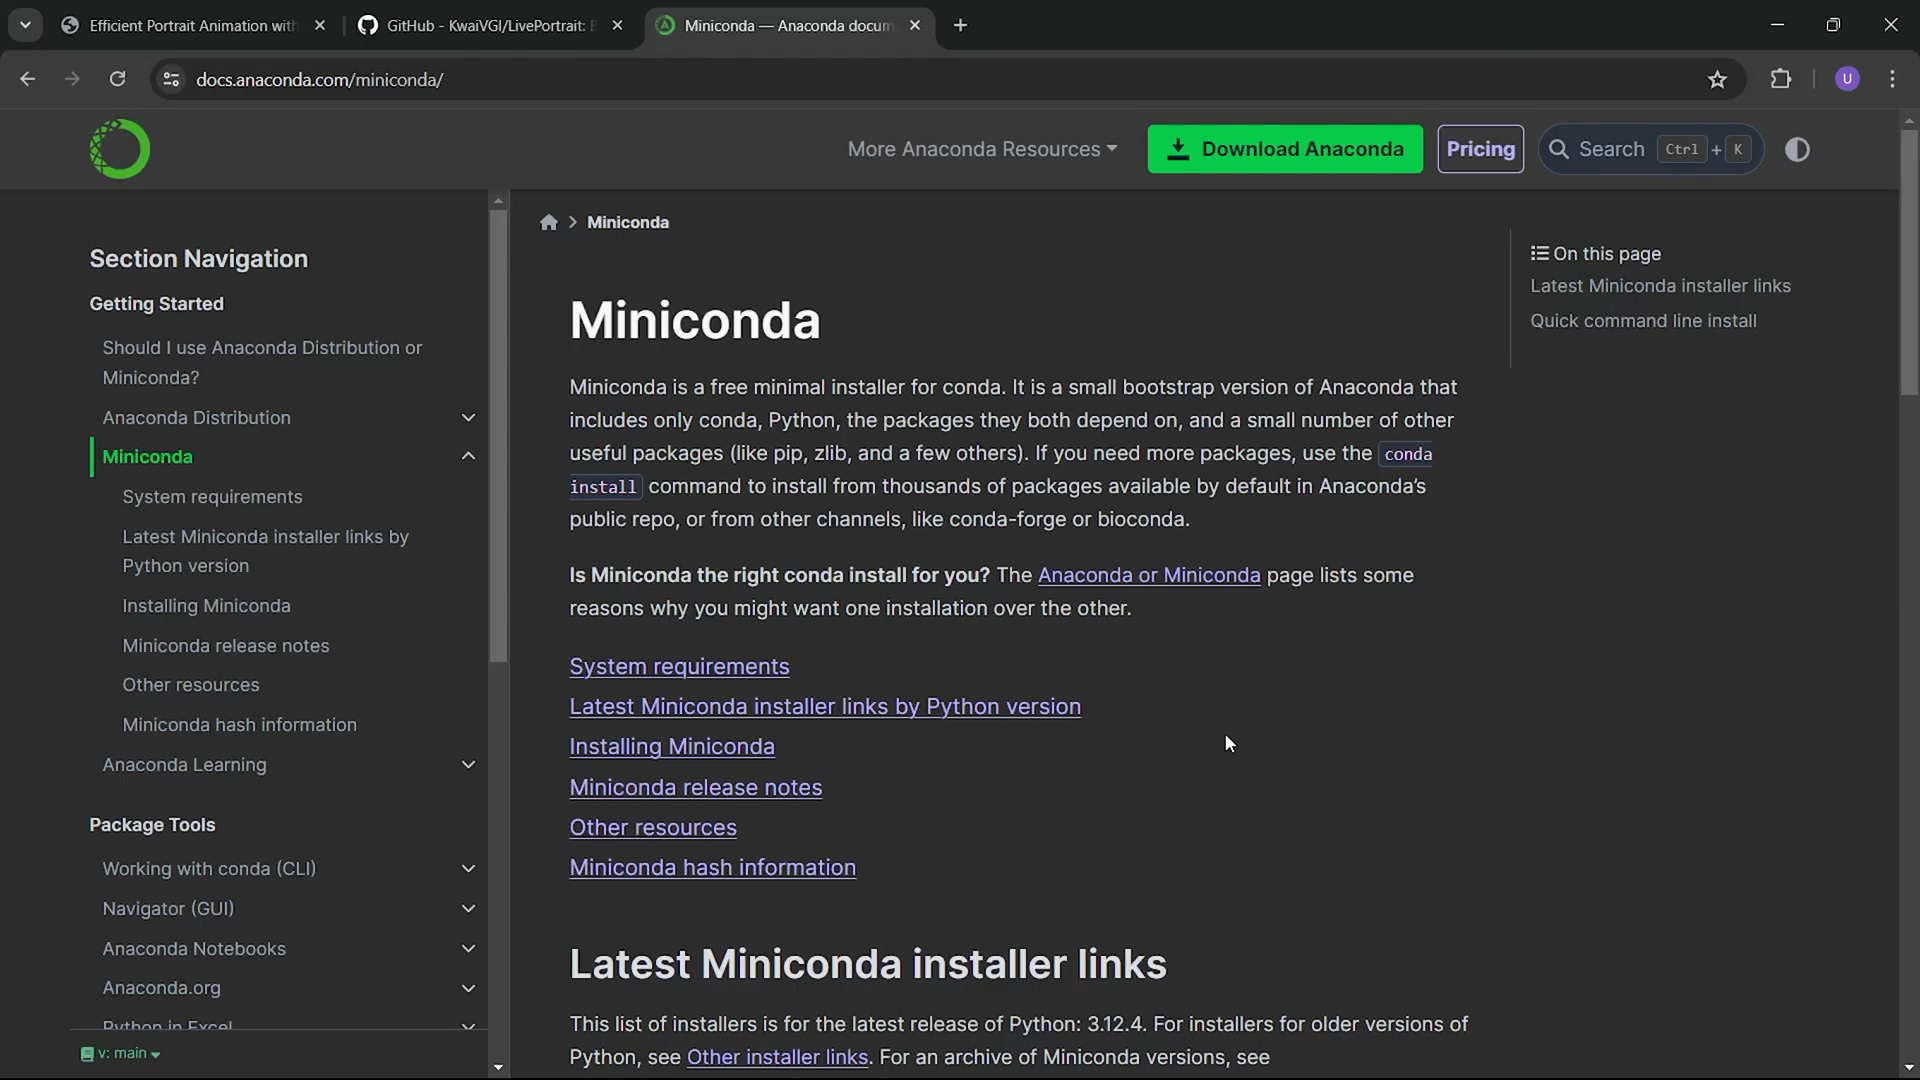 Efficient Portrait Animation with
GitHub - KwaiVGI/LivePortrait: E
Miniconda — Anaconda docum
docs.anaconda.com/miniconda/
U
More Anaconda Resources
Download Anaconda
Pricing
Search Ctrl + K
Section Navigation
Getting Started
Should I use Anaconda Distribution or
Miniconda?
Anaconda Distribution
Miniconda
System requirements
Latest Miniconda installer links by
Python version
Installing Miniconda
Miniconda release notes
Other resources
Miniconda hash information
Anaconda Learning
Package Tools
Working with conda (CLI)
Navigator (GUI)
Anaconda Notebooks
Anaconda.org
Python in Excel
v: main
Miniconda
Miniconda
Miniconda is a free minimal installer for conda. It is a small bootstrap version of Anaconda that
includes only conda, Python, the packages they both depend on, and a small number of other
useful packages (like pip, zlib, and a few others). If you need more packages, use the conda
install command to install from thousands of packages available by default in Anaconda's
public repo, or from other channels, like conda-forge or bioconda.
Is Miniconda the right conda install for you? The Anaconda or Miniconda page lists some
reasons why you might want one installation over the other.
System requirements
Latest Miniconda installer links by Python version
Installing Miniconda
Miniconda release notes
Other resources
Miniconda hash information
Latest Miniconda installer links
This list of installers is for the latest release of Python: 3.12.4. For installers for older versions of
Python, see Other installer links. For an archive of Miniconda versions, see
On this page
Latest Miniconda installer links
Quick command line install